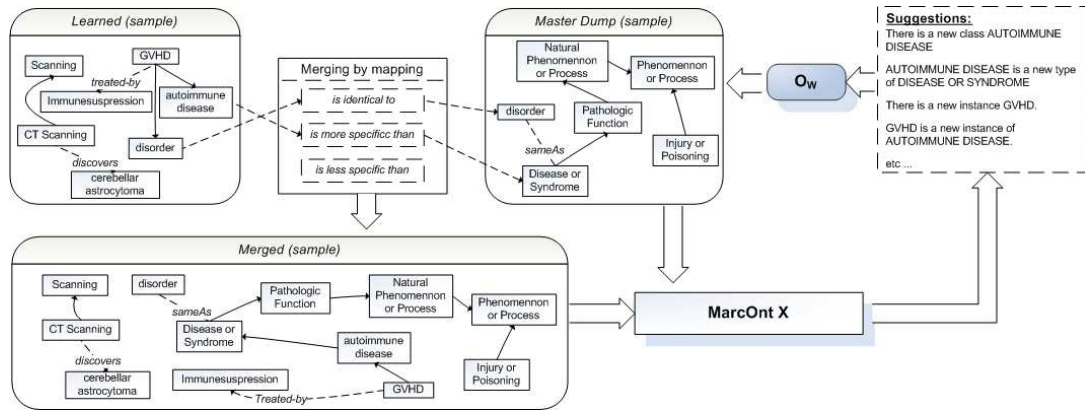 Learned (sample)
GVHD
Scanning
treated-by
Immunesuspression
autoimmune
disease
CT Scanning
disorder
discovers
cerebellar
astrocytoma
Merging by mapping
is identical to
is more specificc than
is less specific than
Master Dump (sample)
Natural
Phenomennon
or Process
Phenomennon
or Process
disorder
Pathologic
Function
sameAs
Injury or
Poisoning
Disease or
Syndrome
Ow
Suggestions:
There is a new class AUTOIMMUNE
DISEASE
AUTOIMMUNE DISEASE is a new type
of DISEASE OR SYNDROME
There is a new instance GVHD.
GVHD is a new instance of
AUTOIMMUNE DISEASE.
etc ...
Merged (sample)
Scanning
disorder
Pathologic
Function
Natural
Phenomennon
or Process
Phenomennon
or Process
sameAs
CT Scanning
Disease or
Syndrome
autoimmune
disease
discovers
cerebellar
astrocytoma
Immunesuspression
Treated-by
GVHD
Injury or
Poisoning
MarcOnt X